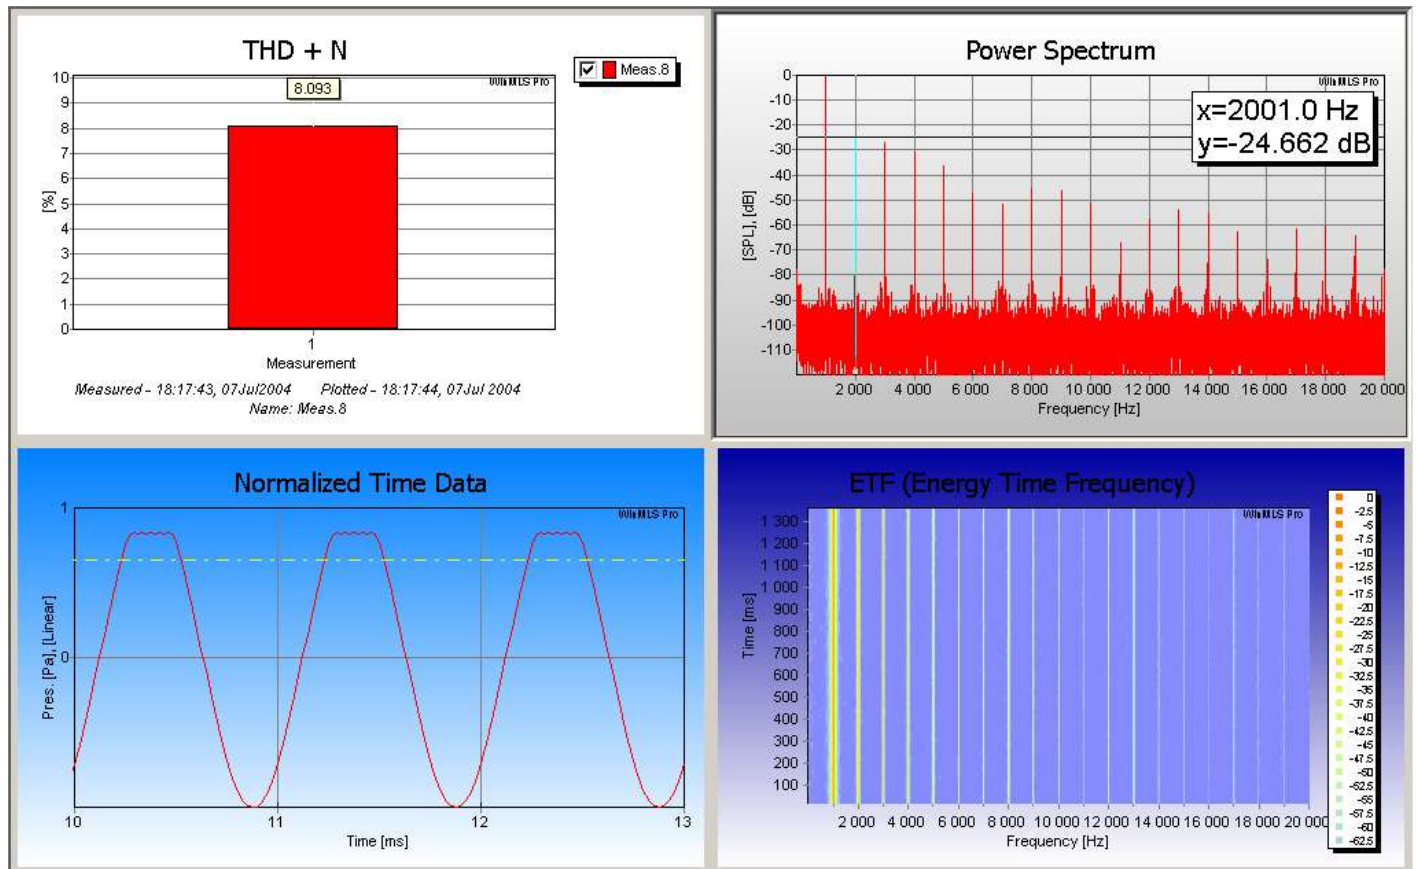 THD + N
Meas.8
WinMLS Pro
8.093
10
9
8
7
6
5
4
3
2
1
0
[%]
1
Measurement
Measured - 18:17:43, 07Jul2004 Plotted - 18:17:44, 07Jul 2004
Name: Meas.8
Power Spectrum
WinMLS Pro
x=2001.0 Hz
y=-24.662 dB
0
-10
-20
-30
-40
-50
-60
-70
-80
-90
-100
-110
[SPL], [dB]
2 000 4 000 6 000 8 000 10 000 12 000 14 000 16 000 18 000 20 000
Frequency [Hz]
Normalized Time Data
WinMLS Pro
1
0
Pres. [Pa], [Linear]
10 11 12 13
Time [ms]
ETF (Energy Time Frequency)
WinMLS Pro
1 300
1 200
1 100
1 000
900
800
700
600
500
400
300
200
100
Time [ms]
2 000 4 000 6 000 8 000 10 000 12 000 14 000 16 000 18 000 20 000
Frequency [Hz]
0
-2.5
-5
-7.5
-10
-12.5
-15
-17.5
-20
-22.5
-25
-27.5
-30
-32.5
-35
-37.5
-40
-42.5
-45
-47.5
-50
-52.5
-55
-57.5
-60
-62.5